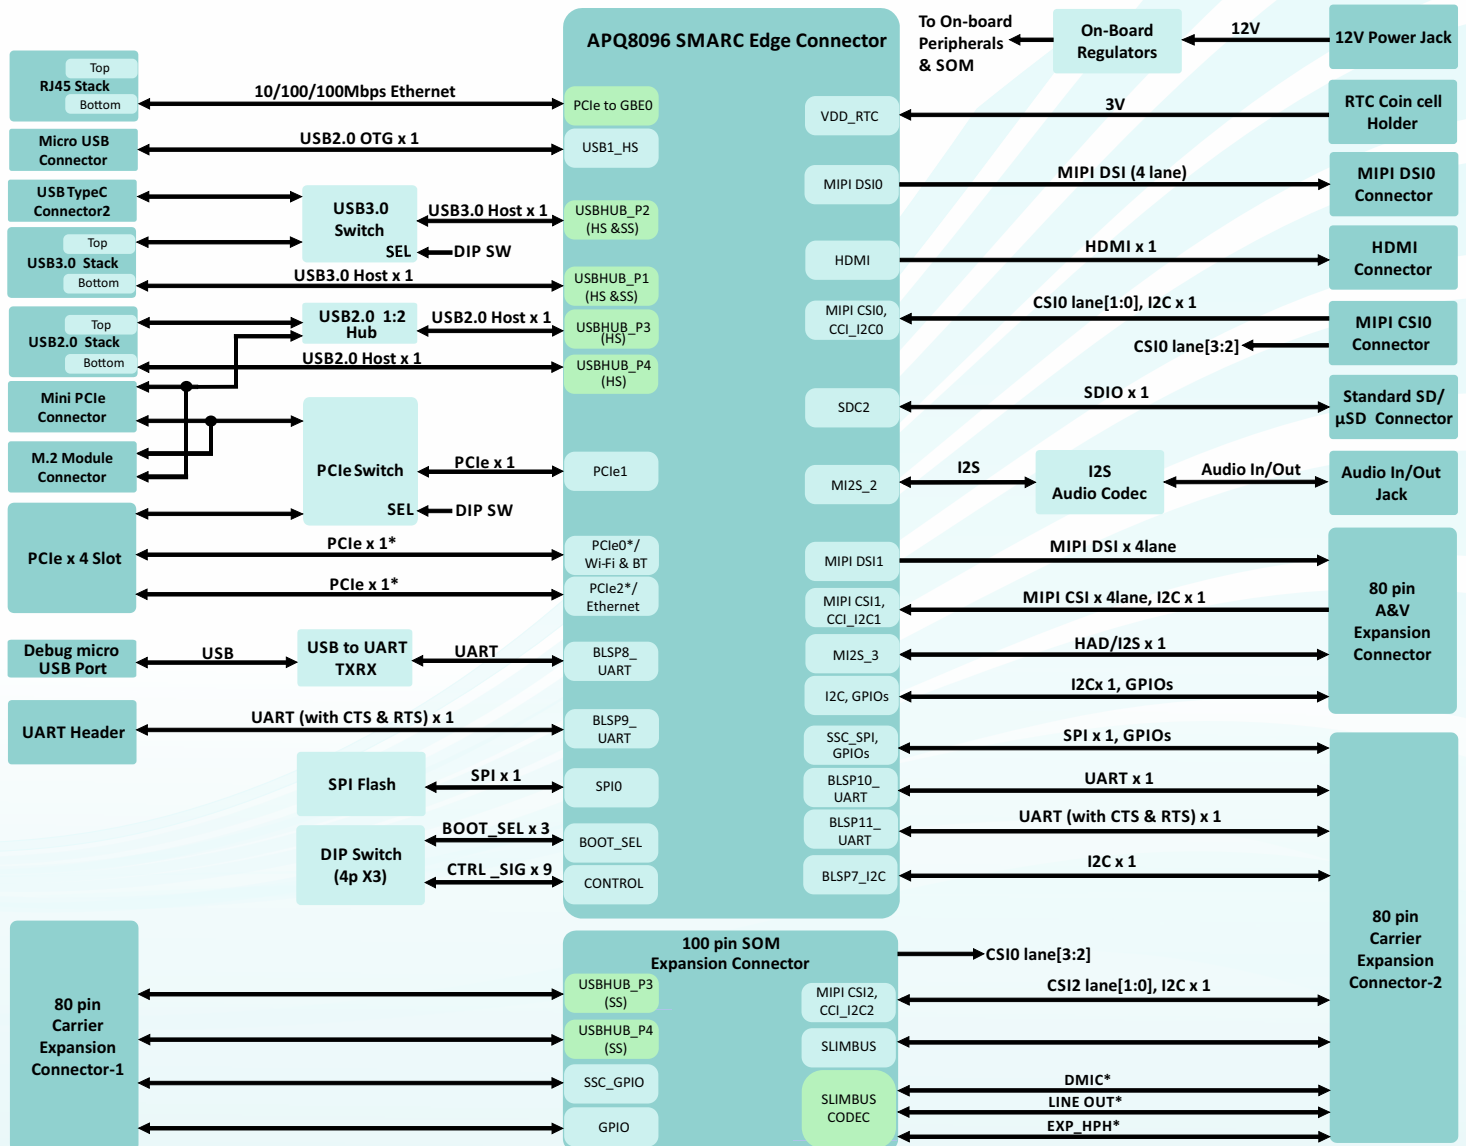 APQ8096 SMARC Edge Connector
To On-board
Peripherals
& SOM
On-Board
Regulators
12V
12V Power Jack
Top
RJ45 Stack
Bottom
10/100/100Mbps Ethernet
PCIe to GBE0
VDD_RTC
3V
RTC Coin cell
Holder
Micro USB
Connector
USB2.0 OTG x 1
USB1_HS
MIPI DSI0
MIPI DSI (4 lane)
MIPI DSI0
Connector
USB TypeC
Connector2
USB3.0
Switch
SEL
DIP SW
USB3.0 Host x 1
USBHUB_P2
(HS &SS)
Top
USB3.0 Stack
Bottom
USB3.0 Host x 1
USBHUB_P1
(HS &SS)
HDMI
HDMI x 1
HDMI
Connector
Top
USB2.0 Stack
Bottom
USB2.0 1:2
Hub
USB2.0 Host x 1
USBHUB_P3
(HS)
USB2.0 Host x 1
USBHUB_P4
(HS)
MIPI CSI0,
CCI_I2C0
CSI0 lane[1:0], I2C x 1
CSI0 lane[3:2]
MIPI CSI0
Connector
Mini PCIe
Connector
SDC2
SDIO x 1
Standard SD/
µSD Connector
M.2 Module
Connector
PCIe Switch
SEL
DIP SW
PCIe x 1
PCIe1
MI2S_2
I2S
I2S
Audio Codec
Audio In/Out
Audio In/Out
Jack
PCIe x 4 Slot
PCIe x 1*
PCIe0*/
Wi-Fi & BT
PCIe x 1*
PCIe2*/
Ethernet
MIPI DSI1
MIPI DSI x 4lane
MIPI CSI1,
CCI_I2C1
MIPI CSI x 4lane, I2C x 1
MI2S_3
HAD/I2S x 1
I2C, GPIOs
I2Cx 1, GPIOs
80 pin
A&V
Expansion
Connector
Debug micro
USB Port
USB
USB to UART
TXRX
UART
BLSP8_
UART
UART Header
UART (with CTS & RTS) x 1
BLSP9_
UART
SPI Flash
SPI x 1
SPI0
DIP Switch
(4p X3)
BOOT_SEL x 3
BOOT_SEL
CTRL _SIG x 9
CONTROL
SSC_SPI,
GPIOs
SPI x 1, GPIOs
BLSP10_
UART
UART x 1
BLSP11_
UART
UART (with CTS & RTS) x 1
BLSP7_I2C
I2C x 1
80 pin
Carrier
Expansion
Connector-2
100 pin SOM
Expansion Connector
CSI0 lane[3:2]
80 pin
Carrier
Expansion
Connector-1
USBHUB_P3
(SS)
USBHUB_P4
(SS)
SSC_GPIO
GPIO
MIPI CSI2,
CCI_I2C2
CSI2 lane[1:0], I2C x 1
SLIMBUS
SLIMBUS
CODEC
DMIC*
LINE OUT*
EXP_HPH*